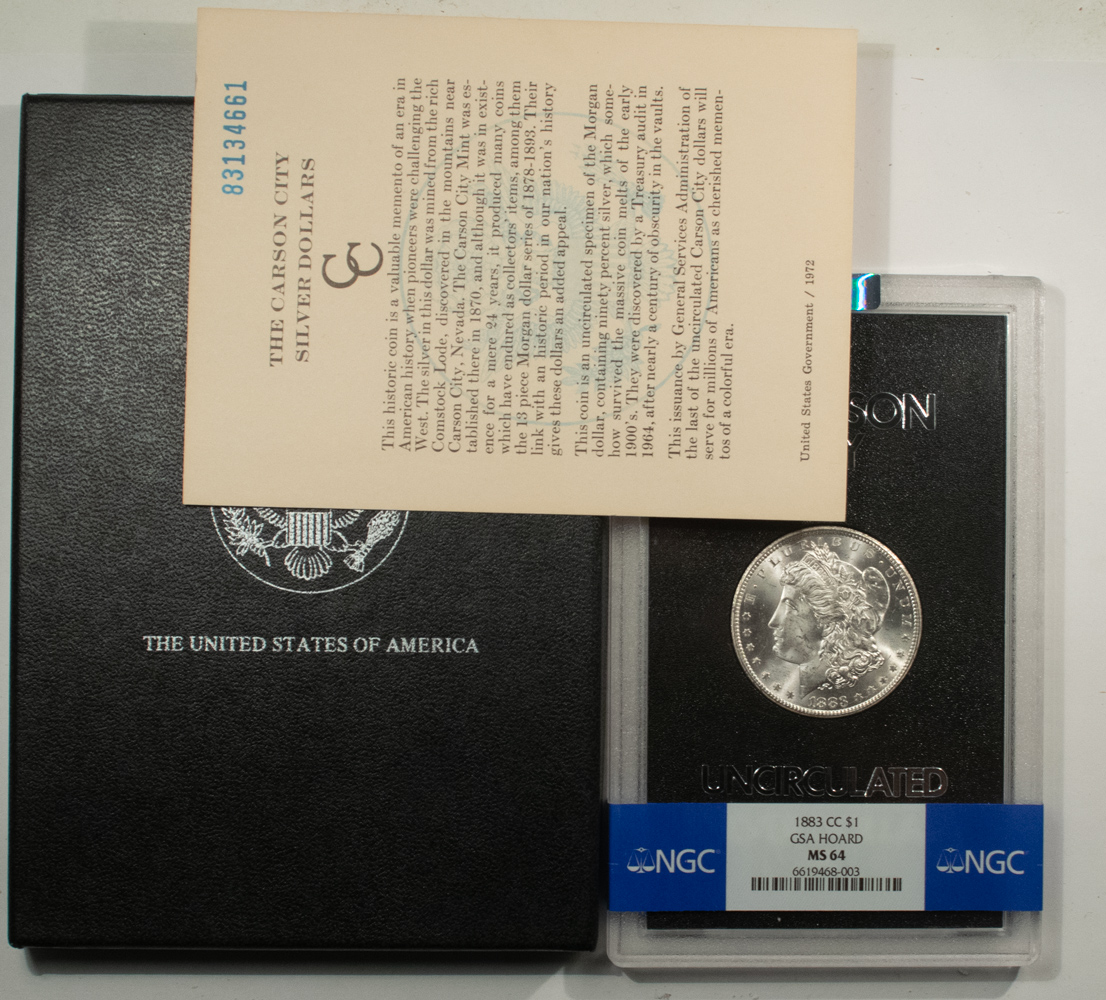 83134661
THE CARSON CITY
SILVER DOLLARS
CC
This historic coin is a valuable memento of an era in
American history when pioneers were challenging the
West. The silver in this dollar was mined from the rich
Comstock Lode, discovered in the mountains near
Carson City, Nevada. The Carson City Mint was es-
tablished there in 1870, and although it was in exist-
ence for a mere 24 years, it produced many coins
which have endured as collectors' items, among them
the 13 piece Morgan dollar series of 1878-1893. Their
link with an historic period in our nation's history
gives these dollars an added appeal.
This coin is an uncirculated specimen of the Morgan
dollar, containing ninety percent silver, which some-
how survived the massive coin melts of the early
1900's. They were discovered by a Treasury audit in
1964, after nearly a century of obscurity in the vaults.
This issuance by General Services Administration of
the last of the uncirculated Carson City dollars will
serve for millions of Americans as cherished memen-
tos of a colorful era.
United States Government / 1972
THE UNITED STATES OF AMERICA
SON
E · PLURIBUS · UNUM
1883
UNCIRCULATED
NGC
1883 CC $1
GSA HOARD
MS 64
6619468-003
NGC